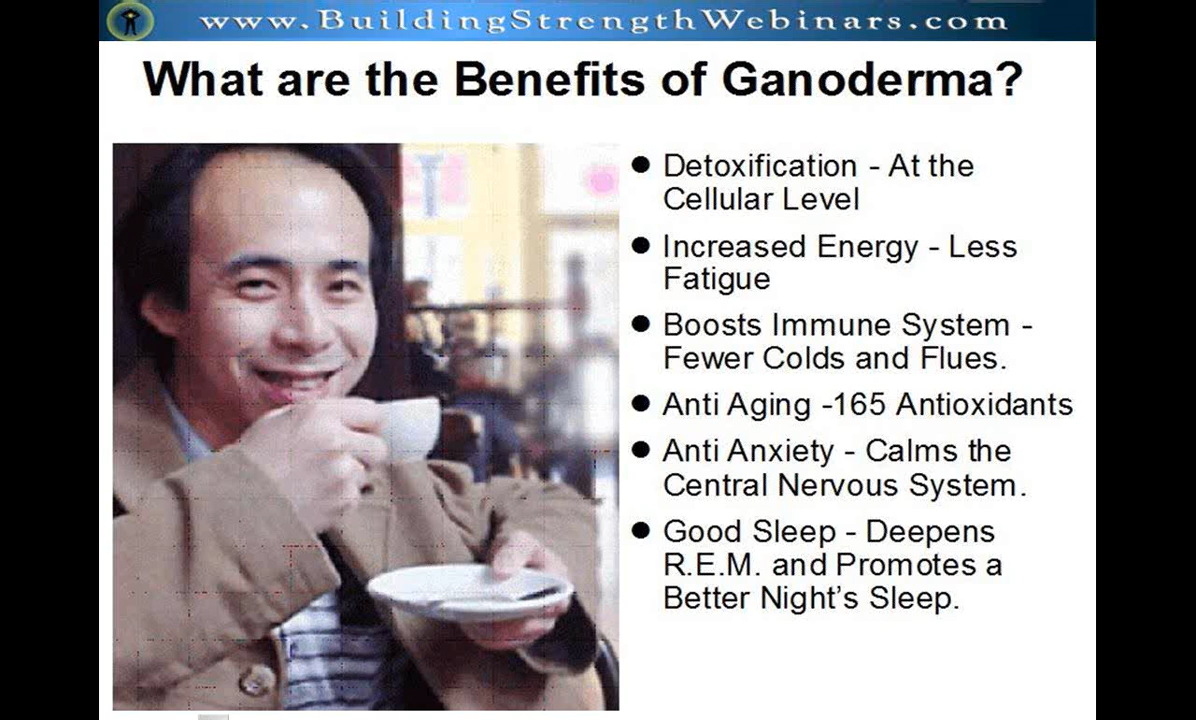 www.BuildingStrengthWebinars.com
What are the Benefits of Ganoderma?
● Detoxification - At the
Cellular Level
● Increased Energy - Less
Fatigue
● Boosts Immune System -
Fewer Colds and Flues.
● Anti Aging -165 Antioxidants
● Anti Anxiety - Calms the
Central Nervous System.
● Good Sleep - Deepens
R.E.M. and Promotes a
Better Night's Sleep.